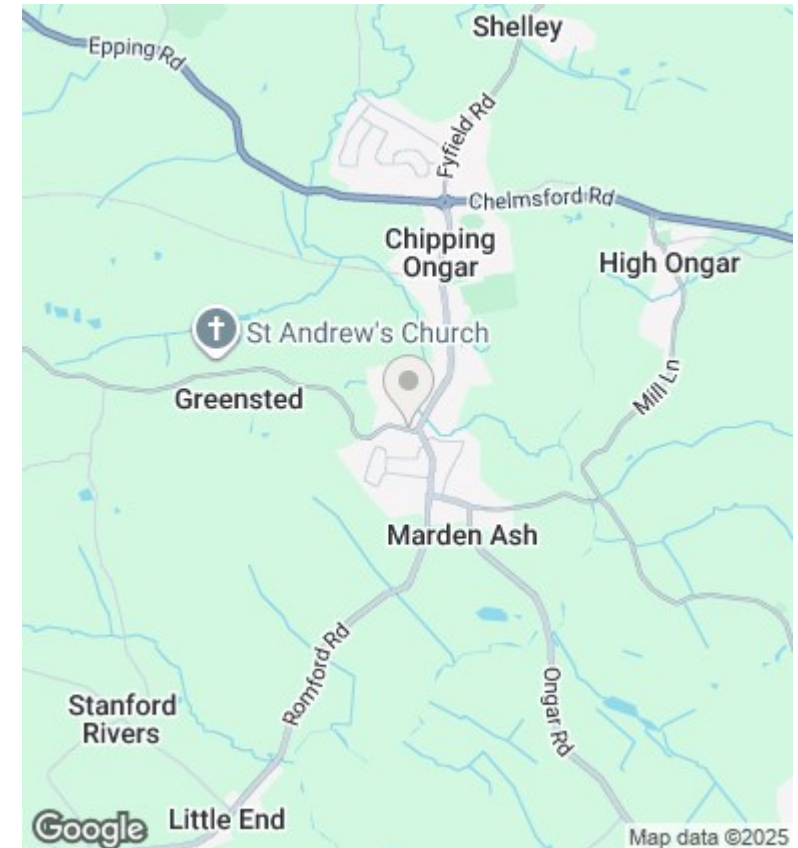 Shelley
Epping Rd
Fyfield Rd
Chelmsford Rd
Chipping
Ongar
High Ongar
St Andrew's Church
Greensted
Mill Ln
Marden Ash
Romford Rd
Ongar Rd
Stanford
Rivers
Little End
Google
Map data ©2025